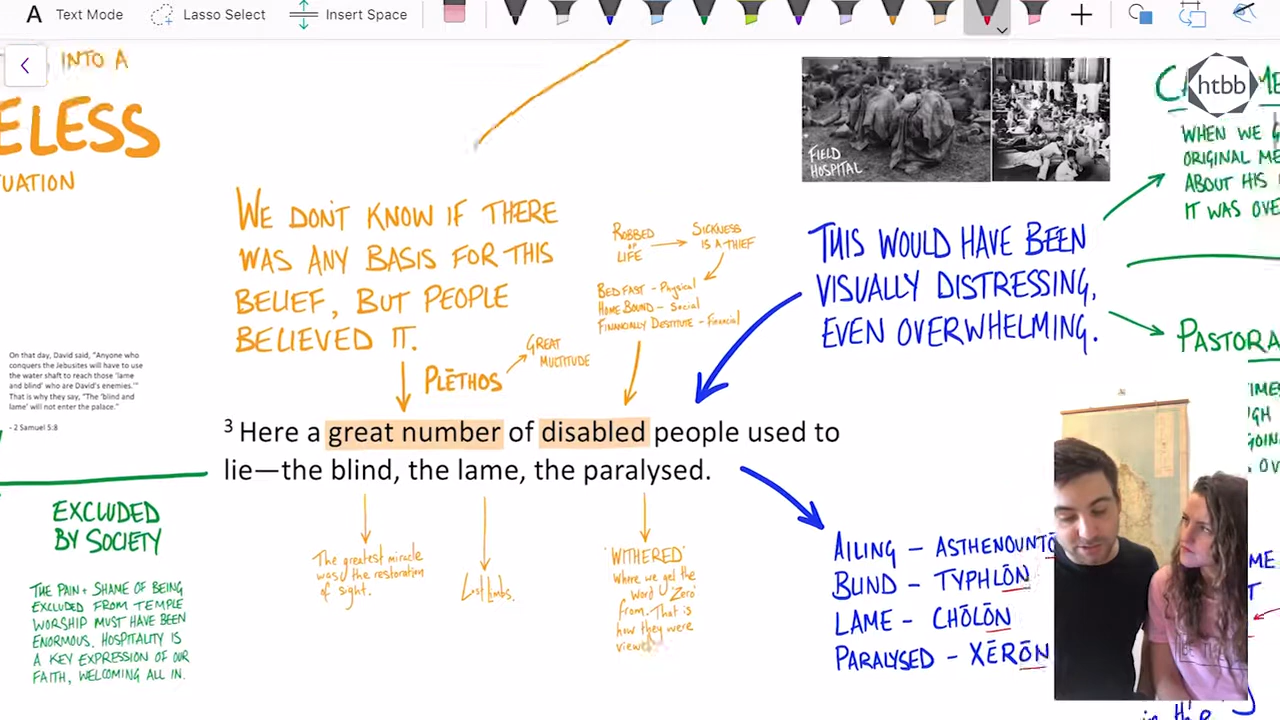 Text Mode
Lasso Select
Insert Space
INTO A
ELESS
TUATION
WE DON'T KNOW IF THERE
WAS ANY BASIS FOR THIS
BELIEF, BUT PEOPLE
BELIEVED IT.
PLĒTHOS
GREAT
MULTITUDE
ROBBED
OF
LIFE
SICKNESS
IS A THIEF
BED FAST - Physical
HOME BOUND - Social
FINANCIALLY DESTITUTE - Financial
FIELD
HOSPITAL
htbb
THIS WOULD HAVE BEEN
VISUALLY DISTRESSING,
EVEN OVERWHELMING.
WHEN WE
ORIGINAL ME
ABOUT HIS
IT WAS OVE
PASTORA
On that day, David said, "Anyone who
conquers the Jebusites will have to use
the water shaft to reach those 'lame
and blind' who are David's enemies.'"
That is why they say, "The 'blind and
lame' will not enter the palace."
- 2 Samuel 5:8
3 Here a great number of disabled people used to
lie—the blind, the lame, the paralysed.
EXCLUDED
BY SOCIETY
THE PAIN + SHAME OF BEING
EXCLUDED FROM TEMPLE
WORSHIP MUST HAVE BEEN
ENORMOUS. HOSPITALITY IS
A KEY EXPRESSION OF OUR
FAITH, WELCOMING ALL IN.
The greatest miracle
was the restoration
of sight.
Lost limbs.
'WITHERED'
Where we get the
word 'Zero'
from. That is
how they were
AILING - ASTHENOUNTŌ
BLIND - TYPHLŌN
LAME - CHŌLŌN
PARALYSED - XĒRŌN
in the